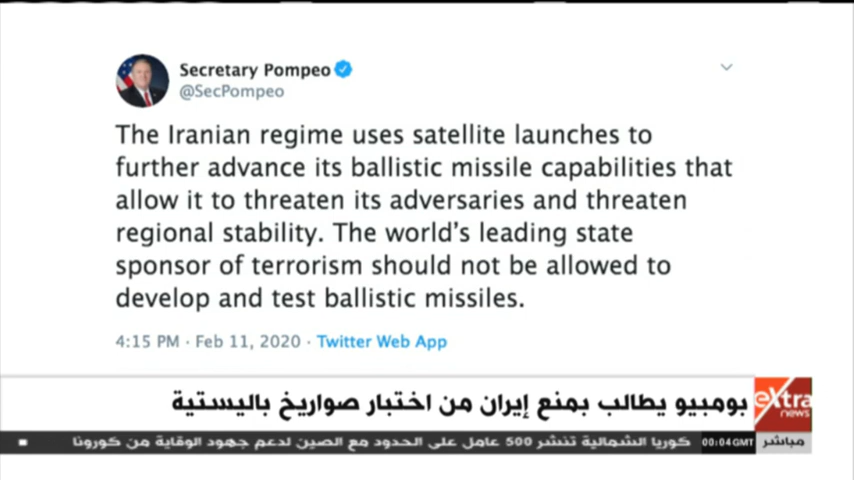 Secretary Pompeo
@SecPompeo
The Iranian regime uses satellite launches to
further advance its ballistic missile capabilities that
allow it to threaten its adversaries and threaten
regional stability. The world's leading state
sponsor of terrorism should not be allowed to
develop and test ballistic missiles.
4:15 PM · Feb 11, 2020 · Twitter Web App
بومبيو يطالب بمنع إيران من اختبار صواريخ باليستية
eXtra
news
كوريا الشمالية تنشر 500 عامل على الحدود مع الصين لدعم جهود الوقاية من كورونا
00:04 GMT
مباشر